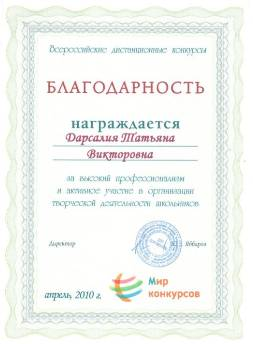 Всероссийские дистанционные конкурсы
БЛАГОДАРНОСТЬ
награждается
Дарсалия Татьяна
Викторовна
за высокий профессионализм
и активное участие в организации
творческой деятельности школьников
Директор
Яббаров
апрель, 2010 г.
Мир
конкурсов